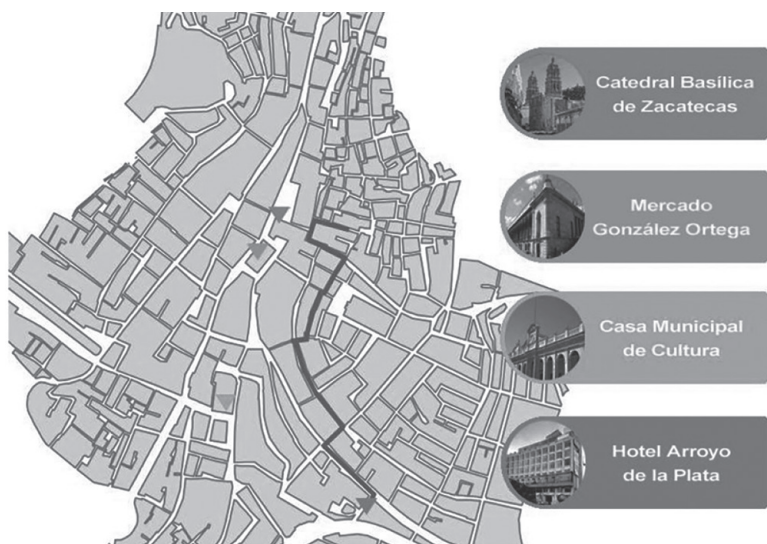 Catedral Basílica
de Zacatecas
Mercado
González Ortega
Casa Municipal
de Cultura
Hotel Arroyo
de la Plata